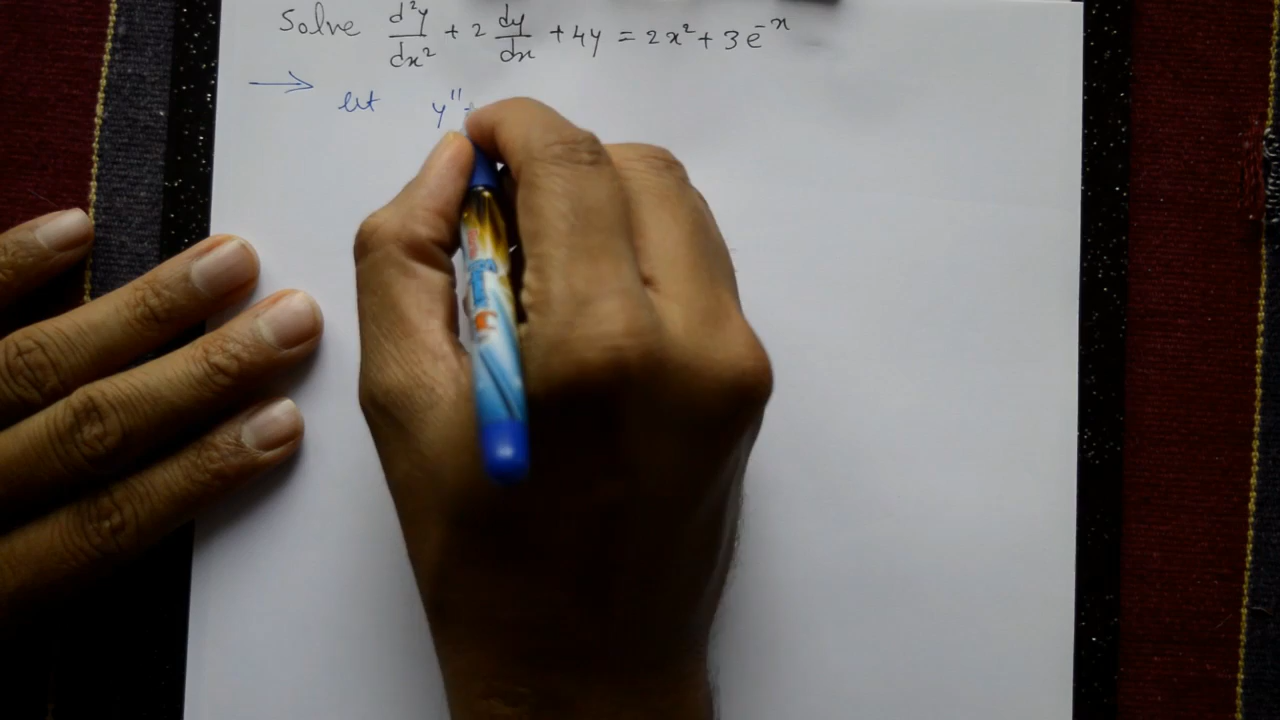 Solve d²y/dx² + 2 dy/dx + 4y = 2x² + 3e⁻ˣ
→ let y'' +